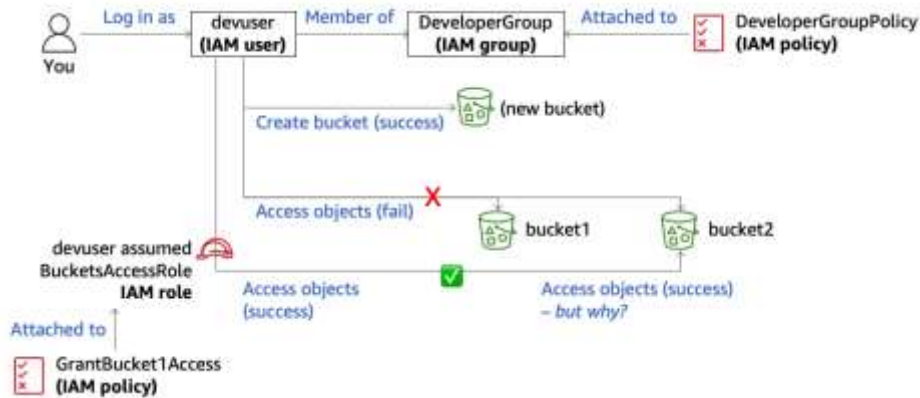 Log in as
devuser
(IAM user)
Member of
DeveloperGroup
(IAM group)
Attached to
DeveloperGroupPolicy
(IAM policy)
You
Create bucket (success)
(new bucket)
Access objects (fail)
bucket1
bucket2
devuser assumed
BucketsAccessRole
IAM role
Access objects
(success)
Access objects (success)
– but why?
Attached to
GrantBucket1Access
(IAM policy)